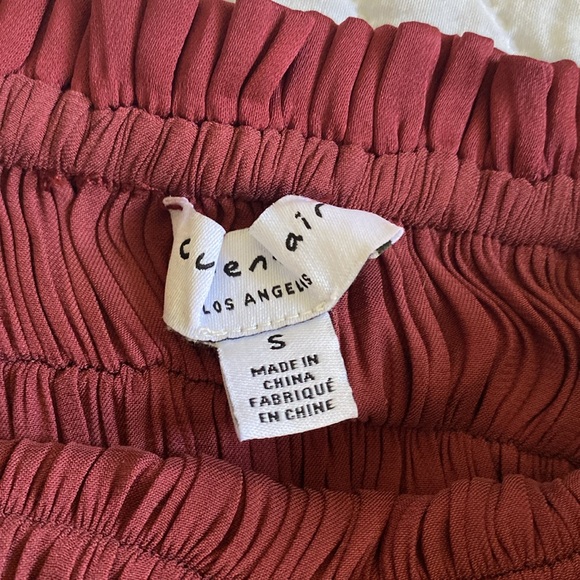 LOS ANGELES
S
MADE IN
CHINA
FABRIQUÉ
EN CHINE